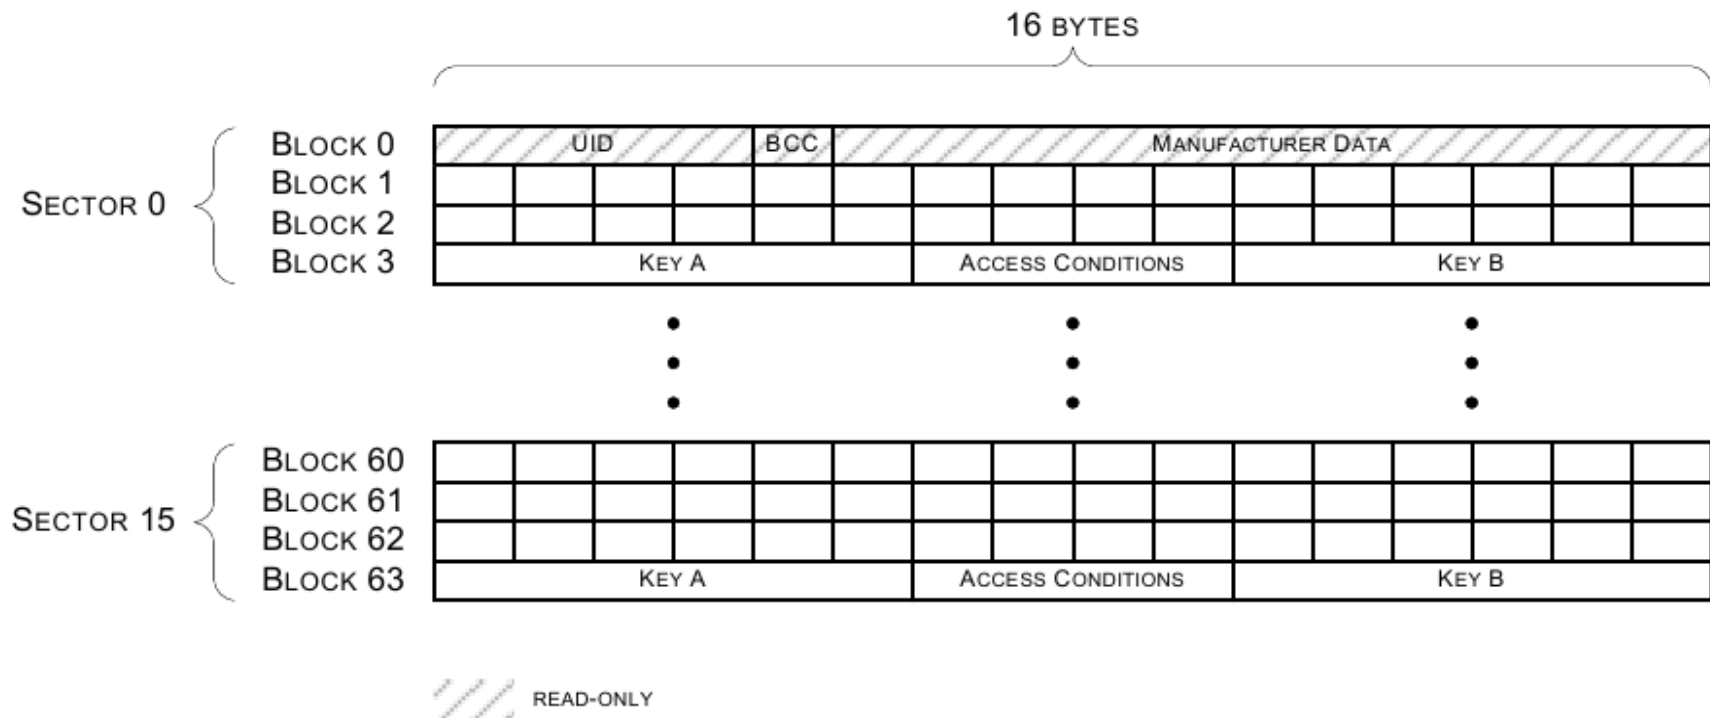 16 BYTES
BLOCK 0 UID BCC MANUFACTURER DATA
BLOCK 1
SECTOR 0
BLOCK 2
BLOCK 3 KEY A ACCESS CONDITIONS KEY B
BLOCK 60
BLOCK 61
SECTOR 15
BLOCK 62
BLOCK 63 KEY A ACCESS CONDITIONS KEY B
READ-ONLY